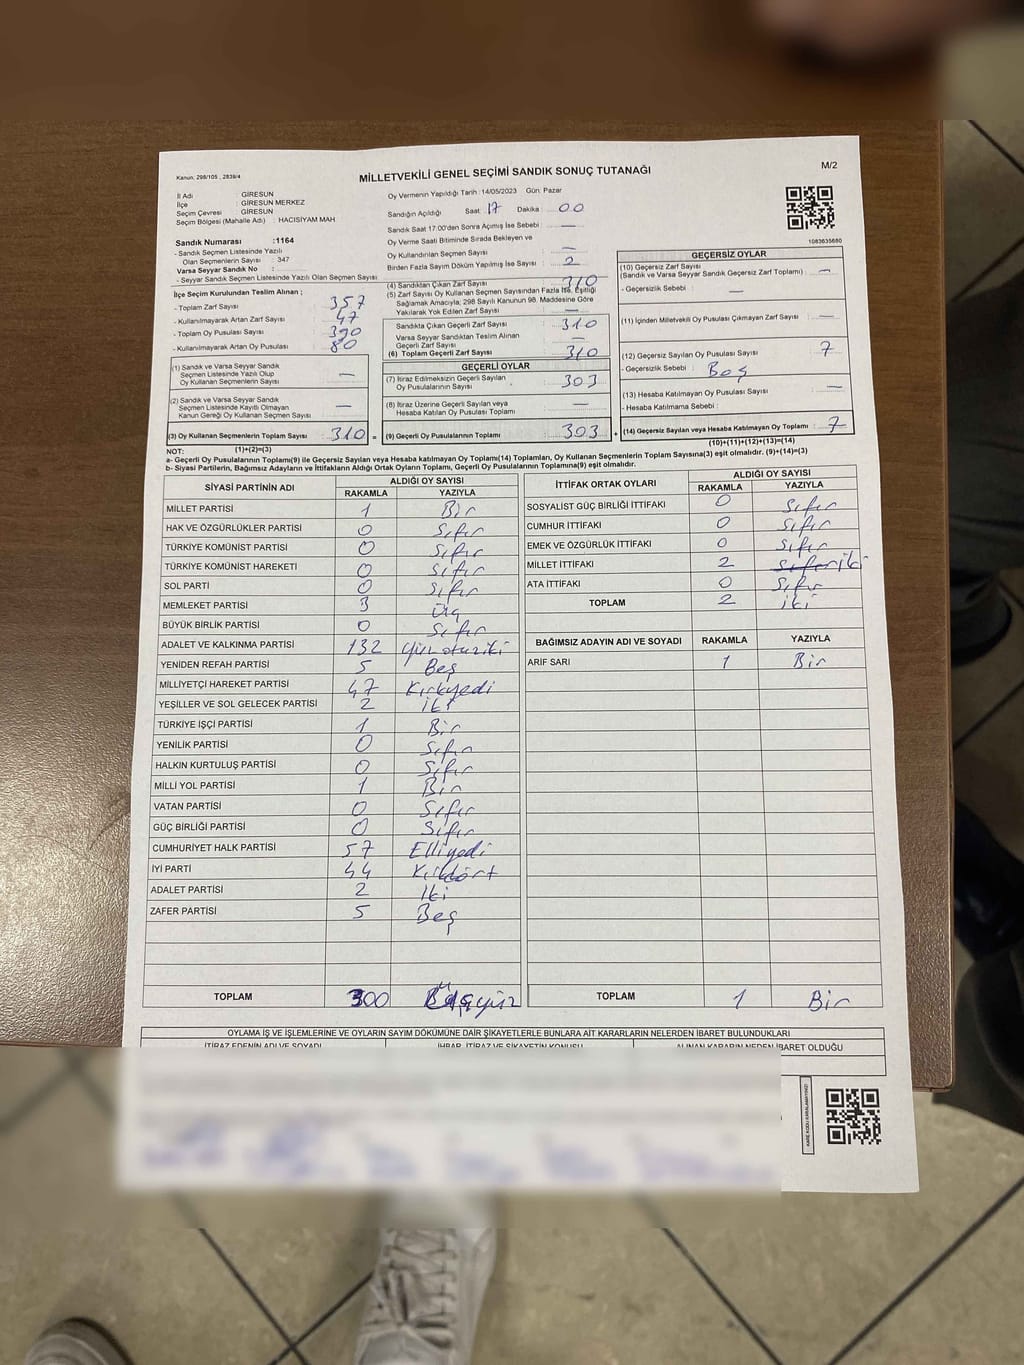 Kanun: 298/105 , 2839/4
MİLLETVEKİLİ GENEL SEÇİMİ SANDIK SONUÇ TUTANAĞI
M/2
İl Adı : GİRESUN
İlçe : GİRESUN MERKEZ
Seçim Çevresi : GİRESUN
Seçim Bölgesi (Mahalle Adı) : HACISİYAM MAH
Sandık Numarası :1164
- Sandık Seçmen Listesinde Yazılı
Olan Seçmenlerin Sayısı : 347
Varsa Seyyar Sandık No :
- Seyyar Sandık Seçmen Listesinde Yazılı Olan Seçmen Sayısı
Oy Vermenin Yapıldığı Tarih : 14/05/2023 Gün: Pazar
Sandığın Açıldığı Saat : 17 Dakika : 00
Sandık Saat 17.00'den Sonra Açılmış İse Sebebi : —
Oy Verme Saati Bitiminde Sırada Bekleyen ve
Oy Kullandırılan Seçmen Sayısı : —
Birden Fazla Sayım Döküm Yapılmış İse Sayısı : 2
1083635680
İlçe Seçim Kurulundan Teslim Alınan ;
- Toplam Zarf Sayısı : 357
- Kullanılmayarak Artan Zarf Sayısı : 47
- Toplam Oy Pusulası Sayısı : 390
- Kullanılmayarak Artan Oy Pusulası : 80
(1) Sandık ve Varsa Seyyar Sandık
Seçmen Listesinde Yazılı Olup
Oy Kullanan Seçmenlerin Sayısı : —
(2) Sandık ve Varsa Seyyar Sandık
Seçmen Listesinde Kayıtlı Olmayan
Kanun Gereği Oy Kullanan Seçmen Sayısı : —
(3) Oy Kullanan Seçmenlerin Toplam Sayısı : 310 =
(1)+(2)=(3)
(4) Sandıktan Çıkan Zarf Sayısı : 310
(5) Zarf Sayısı Oy Kullanan Seçmen Sayısından Fazla İse, Eşitliği
Sağlamak Amacıyla; 298 Sayılı Kanunun 98. Maddesine Göre
Yakılarak Yok Edilen Zarf Sayısı : —
Sandıkta Çıkan Geçerli Zarf Sayısı : 310
Varsa Seyyar Sandıktan Teslim Alınan
Geçerli Zarf Sayısı : —
(6) Toplam Geçerli Zarf Sayısı : 310
GEÇERLİ OYLAR
(7) İtiraz Edilmeksizin Geçerli Sayılan
Oy Pusulalarının Sayısı : 303
(8) İtiraz Üzerine Geçerli Sayılan veya
Hesaba Katılan Oy Pusulası Toplamı : —
(9) Geçerli Oy Pusulalarının Toplamı : 303 +
GEÇERSİZ OYLAR
(10) Geçersiz Zarf Sayısı
(Sandık ve Varsa Seyyar Sandık Geçersiz Zarf Toplamı) : —
- Geçersizlik Sebebi : —
(11) İçinden Milletvekili Oy Pusulası Çıkmayan Zarf Sayısı : —
(12) Geçersiz Sayılan Oy Pusulası Sayısı : 7
- Geçersizlik Sebebi : Boş
(13) Hesaba Katılmayan Oy Pusulası Sayısı : —
- Hesaba Katılmama Sebebi :
(14) Geçersiz Sayılan veya Hesaba Katılmayan Oy Toplamı : 7
(10)+(11)+(12)+(13)=(14)
NOT:
a- Geçerli Oy Pusulalarının Toplamı(9) ile Geçersiz Sayılan veya Hesaba Katılmayan Oy Toplamı(14) Toplamları, Oy Kullanan Seçmenlerin Toplam Sayısına(3) eşit olmalıdır. (9)+(14)=(3)
b- Siyasi Partilerin, Bağımsız Adayların ve İttifakların Aldığı Ortak Oyların Toplamı, Geçerli Oy Pusulalarının Toplamına(9) eşit olmalıdır.
SİYASİ PARTİNİN ADI ALDIĞI OY SAYISI
RAKAMLA YAZIYLA
MİLLET PARTİSİ 1 Bir
HAK VE ÖZGÜRLÜKLER PARTİSİ 0 Sıfır
TÜRKİYE KOMÜNİST PARTİSİ 0 Sıfır
TÜRKİYE KOMÜNİST HAREKETİ 0 Sıfır
SOL PARTİ 0 Sıfır
MEMLEKET PARTİSİ 3 Üç
BÜYÜK BİRLİK PARTİSİ 0 Sıfır
ADALET VE KALKINMA PARTİSİ 132 yüzotuziki
YENİDEN REFAH PARTİSİ 5 Beş
MİLLİYETÇİ HAREKET PARTİSİ 47 Kırkyedi
YEŞİLLER VE SOL GELECEK PARTİSİ 2 iki
TÜRKİYE İŞÇİ PARTİSİ 1 Bir
YENİLİK PARTİSİ 0 Sıfır
HALKIN KURTULUŞ PARTİSİ 0 Sıfır
MİLLİ YOL PARTİSİ 1 Bir
VATAN PARTİSİ 0 Sıfır
GÜÇ BİRLİĞİ PARTİSİ 0 Sıfır
CUMHURİYET HALK PARTİSİ 57 Elliyedi
İYİ PARTİ 44
ADALET PARTİSİ 2 İki
ZAFER PARTİSİ 5 Beş
TOPLAM 300
İTTİFAK ORTAK OYLARI ALDIĞI OY SAYISI
RAKAMLA YAZIYLA
SOSYALİST GÜÇ BİRLİĞİ İTTİFAKI 0 Sıfır
CUMHUR İTTİFAKI 0 Sıfır
EMEK VE ÖZGÜRLÜK İTTİFAKI 0 Sıfır
MİLLET İTTİFAKI 2 iki
ATA İTTİFAKI 0 Sıfır
TOPLAM 2 iki
BAĞIMSIZ ADAYIN ADI VE SOYADI RAKAMLA YAZIYLA
ARİF SARI 1 Bir
TOPLAM 1 Bir
OYLAMA İŞ VE İŞLEMLERİNE VE OYLARIN SAYIM DÖKÜMÜNE DAİR ŞİKAYETLERLE BUNLARA AİT KARARLARIN NELERDEN İBARET BULUNDUKLARI
İTİRAZ EDENİN ADI VE SOYADI İHBAR, İTİRAZ VE ŞİKAYETİN KONUSU ALINAN KARARIN NEDEN İBARET OLDUĞU